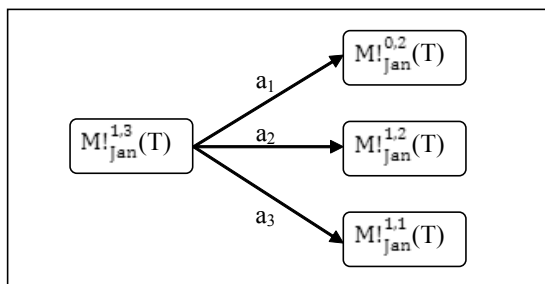 M!^{0,2}_{Jan}(T)
a₁
M!^{1,3}_{Jan}(T)
a₂
M!^{1,2}_{Jan}(T)
a₃
M!^{1,1}_{Jan}(T)